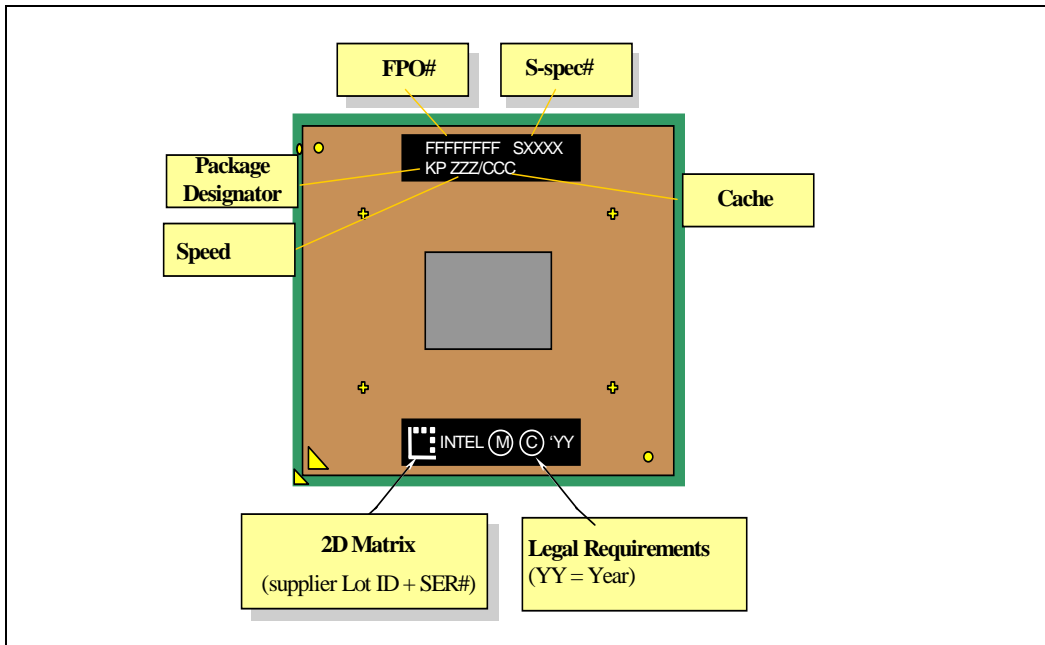 FPO#
S-spec#
FFFFFFFF SXXXX
KP ZZZ/CCC
Package
Designator
Cache
Speed
INTEL M C ‘YY
2D Matrix
(supplier Lot ID + SER#)
Legal Requirements
(YY = Year)